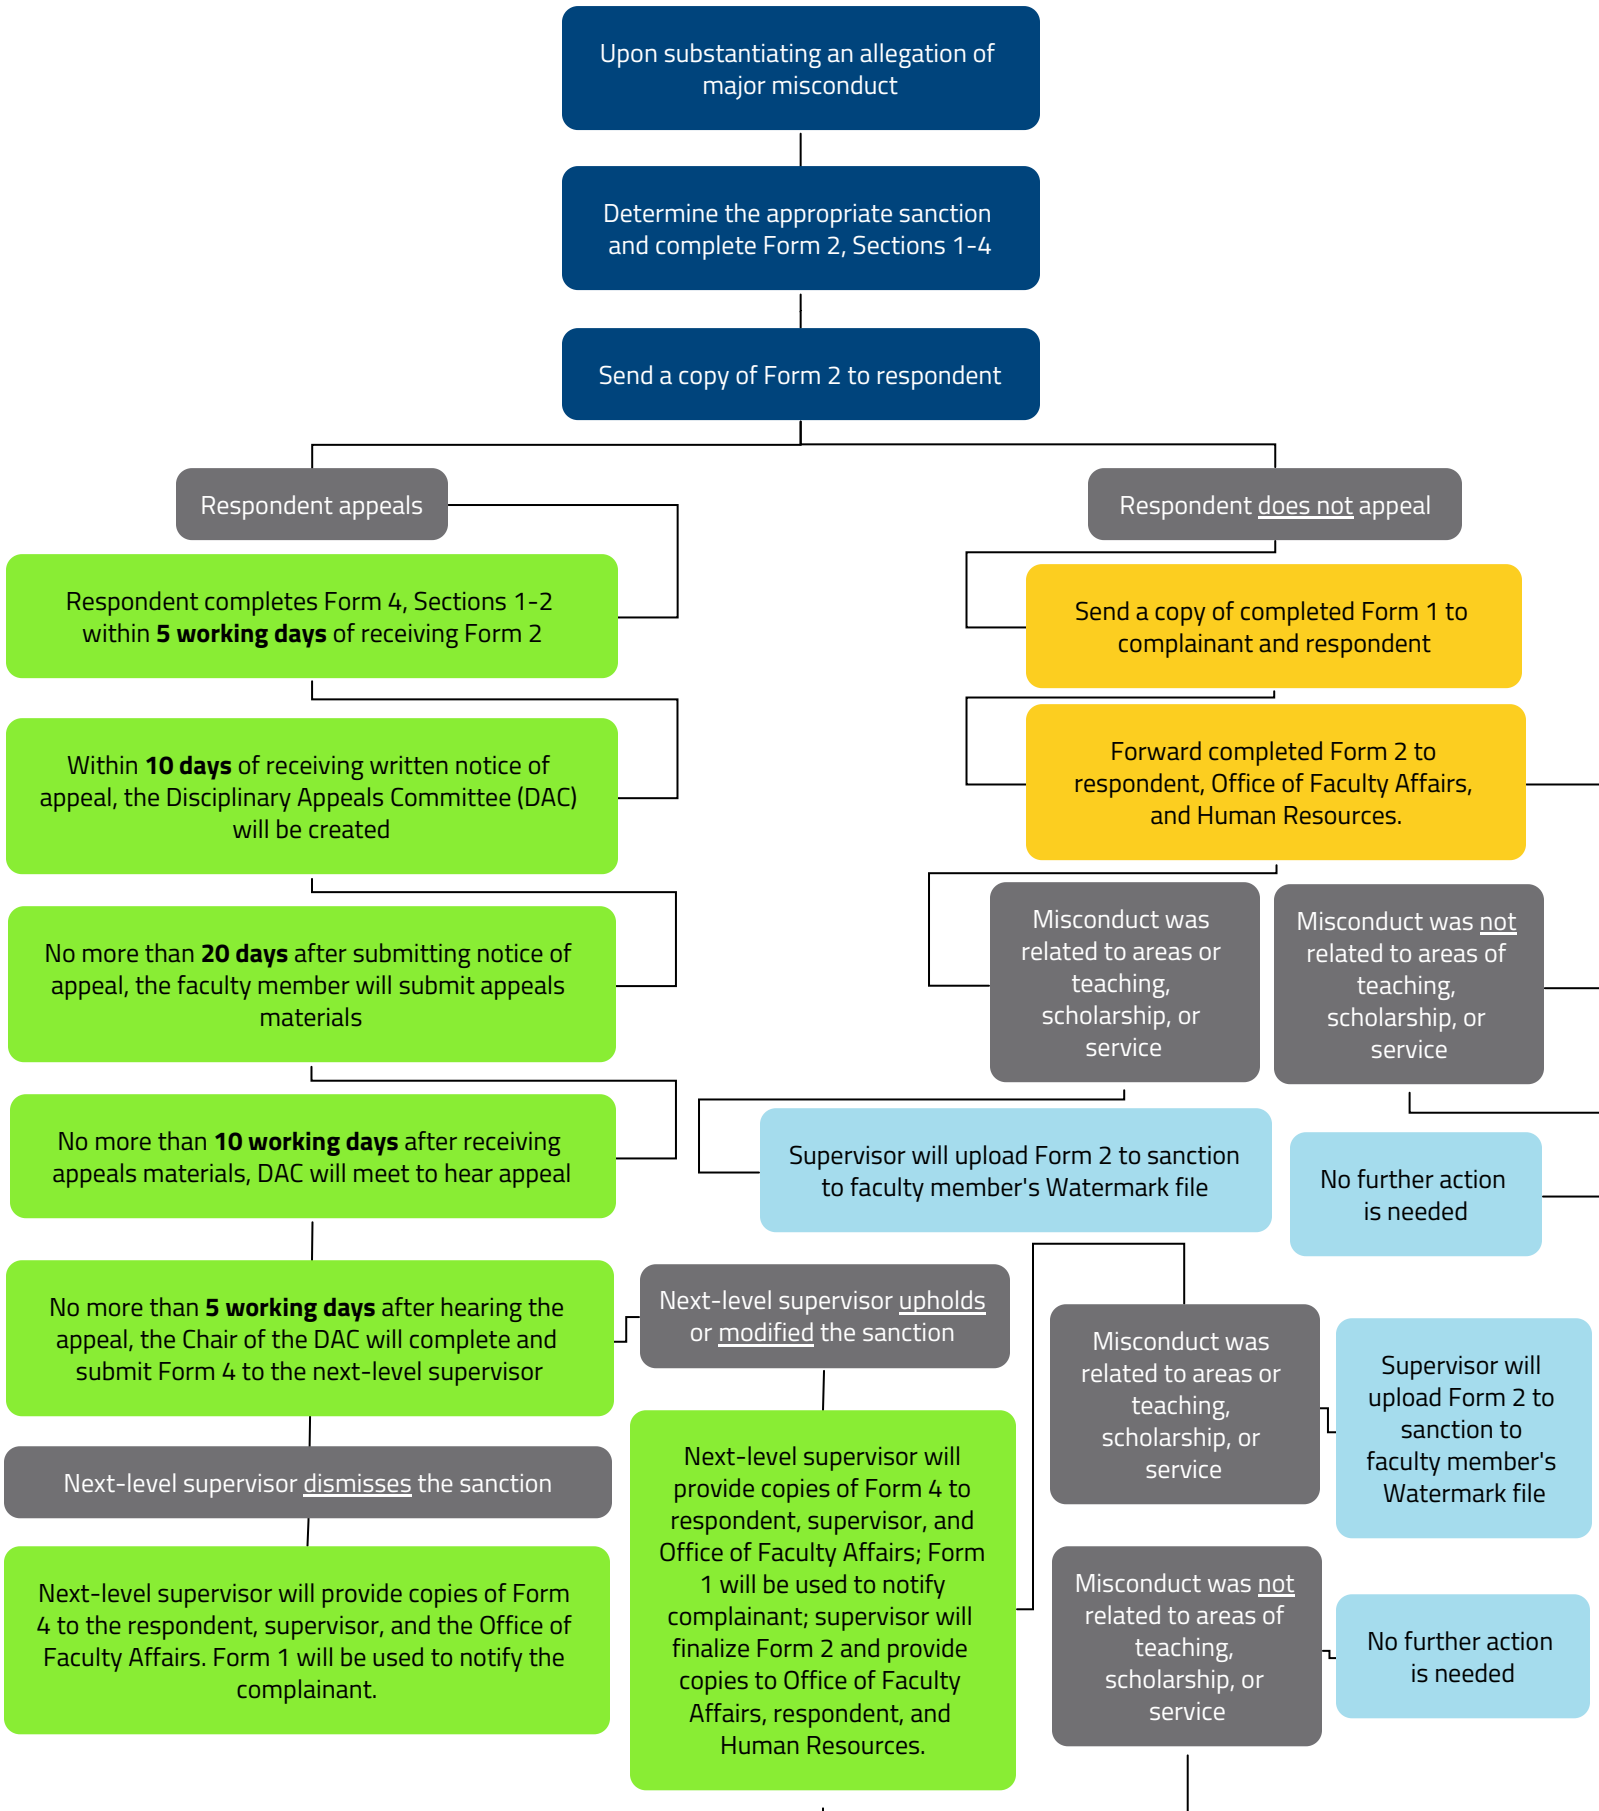 Upon substantiating an allegation of
major misconduct
Determine the appropriate sanction
and complete Form 2, Sections 1-4
Send a copy of Form 2 to respondent
Respondent appeals
Respondent completes Form 4, Sections 1-2
within 5 working days of receiving Form 2
Within 10 days of receiving written notice of
appeal, the Disciplinary Appeals Committee (DAC)
will be created
No more than 20 days after submitting notice of
appeal, the faculty member will submit appeals
materials
No more than 10 working days after receiving
appeals materials, DAC will meet to hear appeal
No more than 5 working days after hearing the
appeal, the Chair of the DAC will complete and
submit Form 4 to the next-level supervisor
Next-level supervisor dismisses the sanction
Next-level supervisor will provide copies of Form
4 to the respondent, supervisor, and the Office of
Faculty Affairs. Form 1 will be used to notify the
complainant.
Next-level supervisor upholds
or modified the sanction
Next-level supervisor will
provide copies of Form 4 to
respondent, supervisor, and
Office of Faculty Affairs; Form
1 will be used to notify
complainant; supervisor will
finalize Form 2 and provide
copies to Office of Faculty
Affairs, respondent, and
Human Resources.
Misconduct was
related to areas or
teaching,
scholarship, or
service
Supervisor will
upload Form 2 to
sanction to
faculty member's
Watermark file
Misconduct was not
related to areas of
teaching,
scholarship, or
service
No further action
is needed
Respondent does not appeal
Send a copy of completed Form 1 to
complainant and respondent
Forward completed Form 2 to
respondent, Office of Faculty Affairs,
and Human Resources.
Misconduct was
related to areas or
teaching,
scholarship, or
service
Supervisor will upload Form 2 to sanction
to faculty member's Watermark file
Misconduct was not
related to areas of
teaching,
scholarship, or
service
No further action
is needed